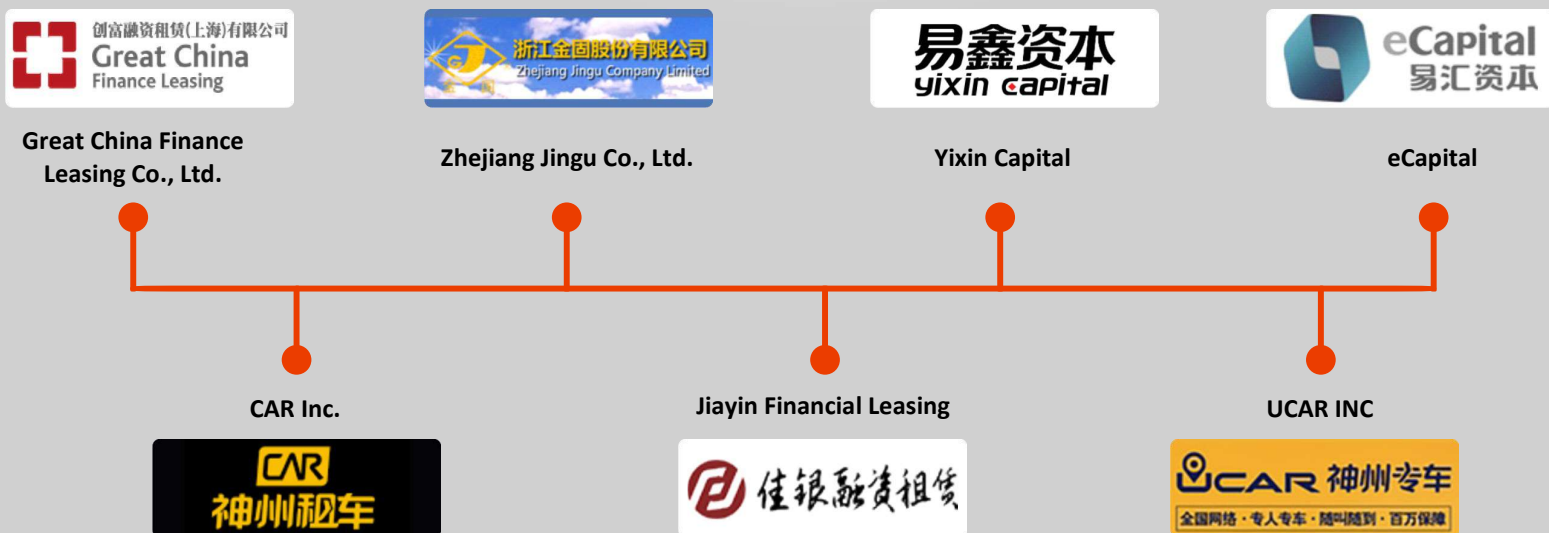 创富融资租赁(上海)有限公司
Great China
Finance Leasing
浙江金固股份有限公司
Zhejiang Jingu Company Limited
金 固
易鑫资本
yixin capital
eCapital
易汇资本
Great China Finance
Leasing Co., Ltd.
Zhejiang Jingu Co., Ltd.
Yixin Capital
eCapital
CAR Inc.
Jiayin Financial Leasing
UCAR INC
CAR
神州租车
佳银融资租赁
UCAR 神州专车
全国网络·专人专车·随叫随到·百万保障